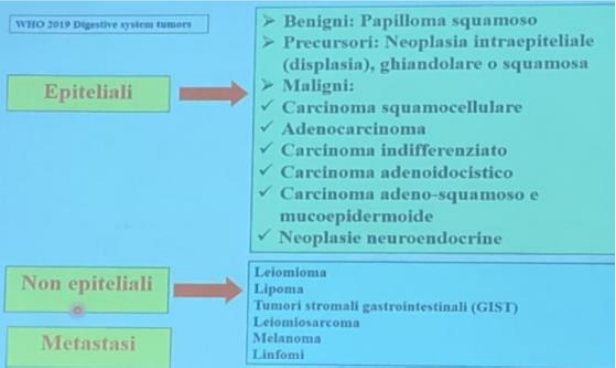 WHO 2019 Digestive system tumors
Epiteliali
➢ Benigni: Papilloma squamoso
➢ Precursori: Neoplasia intraepiteliale
(displasia), ghiandolare o squamosa
➢ Maligni:
✓ Carcinoma squamocellulare
✓ Adenocarcinoma
✓ Carcinoma indifferenziato
✓ Carcinoma adenoidocistico
✓ Carcinoma adeno-squamoso e
mucoepidermoide
✓ Neoplasie neuroendocrine
Non epiteliali
Leiomioma
Lipoma
Tumori stromali gastrointestinali (GIST)
Leiomiosarcoma
Melanoma
Linfomi
Metastasi